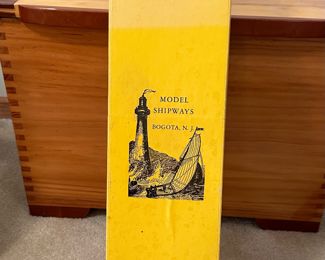 MODEL
SHIPWAYS
BOGOTA, N. J.